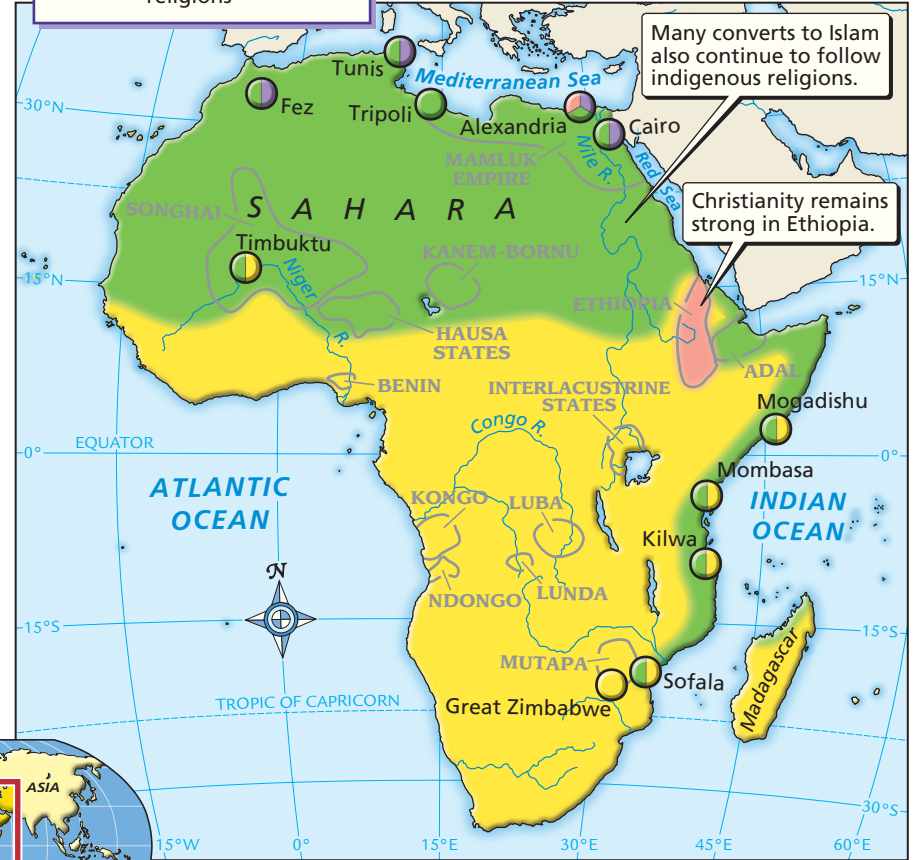 religions
Many converts to Islam
also continue to follow
indigenous religions.
Tunis
Mediterranean Sea
30°N
Fez
Tripoli
Alexandria
Cairo
MAMLUK
EMPIRE
Nile R.
Red Sea
Christianity remains
strong in Ethiopia.
SONGHAI
SAHARA
Timbuktu
KANEM-BORNU
Niger R.
15°N
15°N
ETHIOPIA
HAUSA
STATES
ADAL
BENIN
INTERLACUSTRINE
STATES
Mogadishu
Congo R.
EQUATOR
0°
0°
Mombasa
ATLANTIC
OCEAN
INDIAN
OCEAN
KONGO
LUBA
Kilwa
N
NDONGO
LUNDA
15°S
15°S
MUTAPA
Sofala
Madagascar
TROPIC OF CAPRICORN
Great Zimbabwe
ASIA
30°S
15°W
0°
15°E
30°E
45°E
60°E